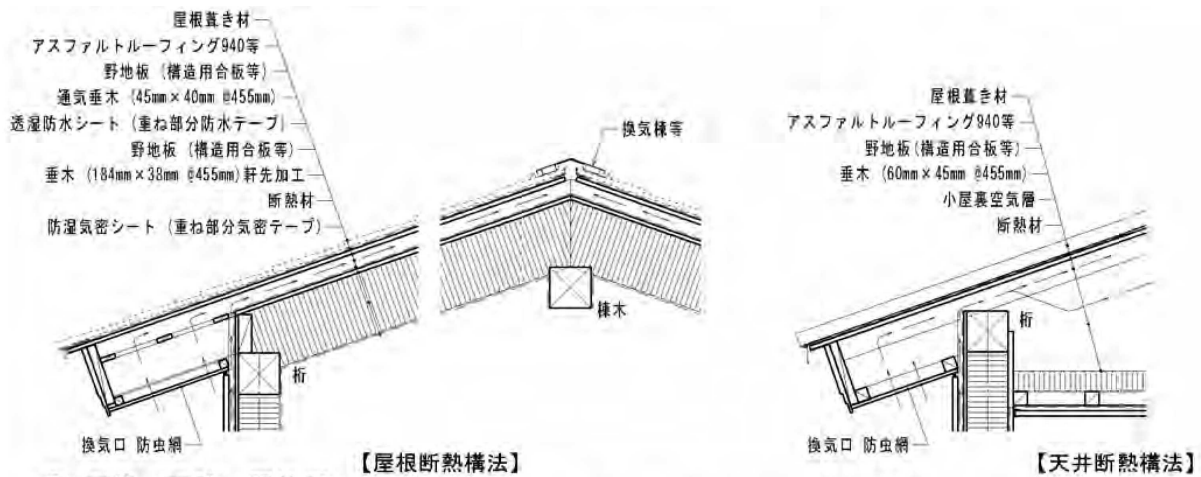 屋根葺き材
アスファルトルーフィング940等
野地板 (構造用合板等)
通気垂木 (45mm×40mm @455mm)
透湿防水シート (重ね部分防水テープ)
野地板 (構造用合板等)
垂木 (184mm×38mm @455mm) 軒先加工
断熱材
防湿気密シート (重ね部分気密テープ)
換気棟等
棟木
桁
換気口 防虫網
【屋根断熱構法】
屋根葺き材
アスファルトルーフィング940等
野地板(構造用合板等)
垂木 (60mm×45mm @455mm)
小屋裏空気層
断熱材
桁
換気口 防虫網
【天井断熱構法】